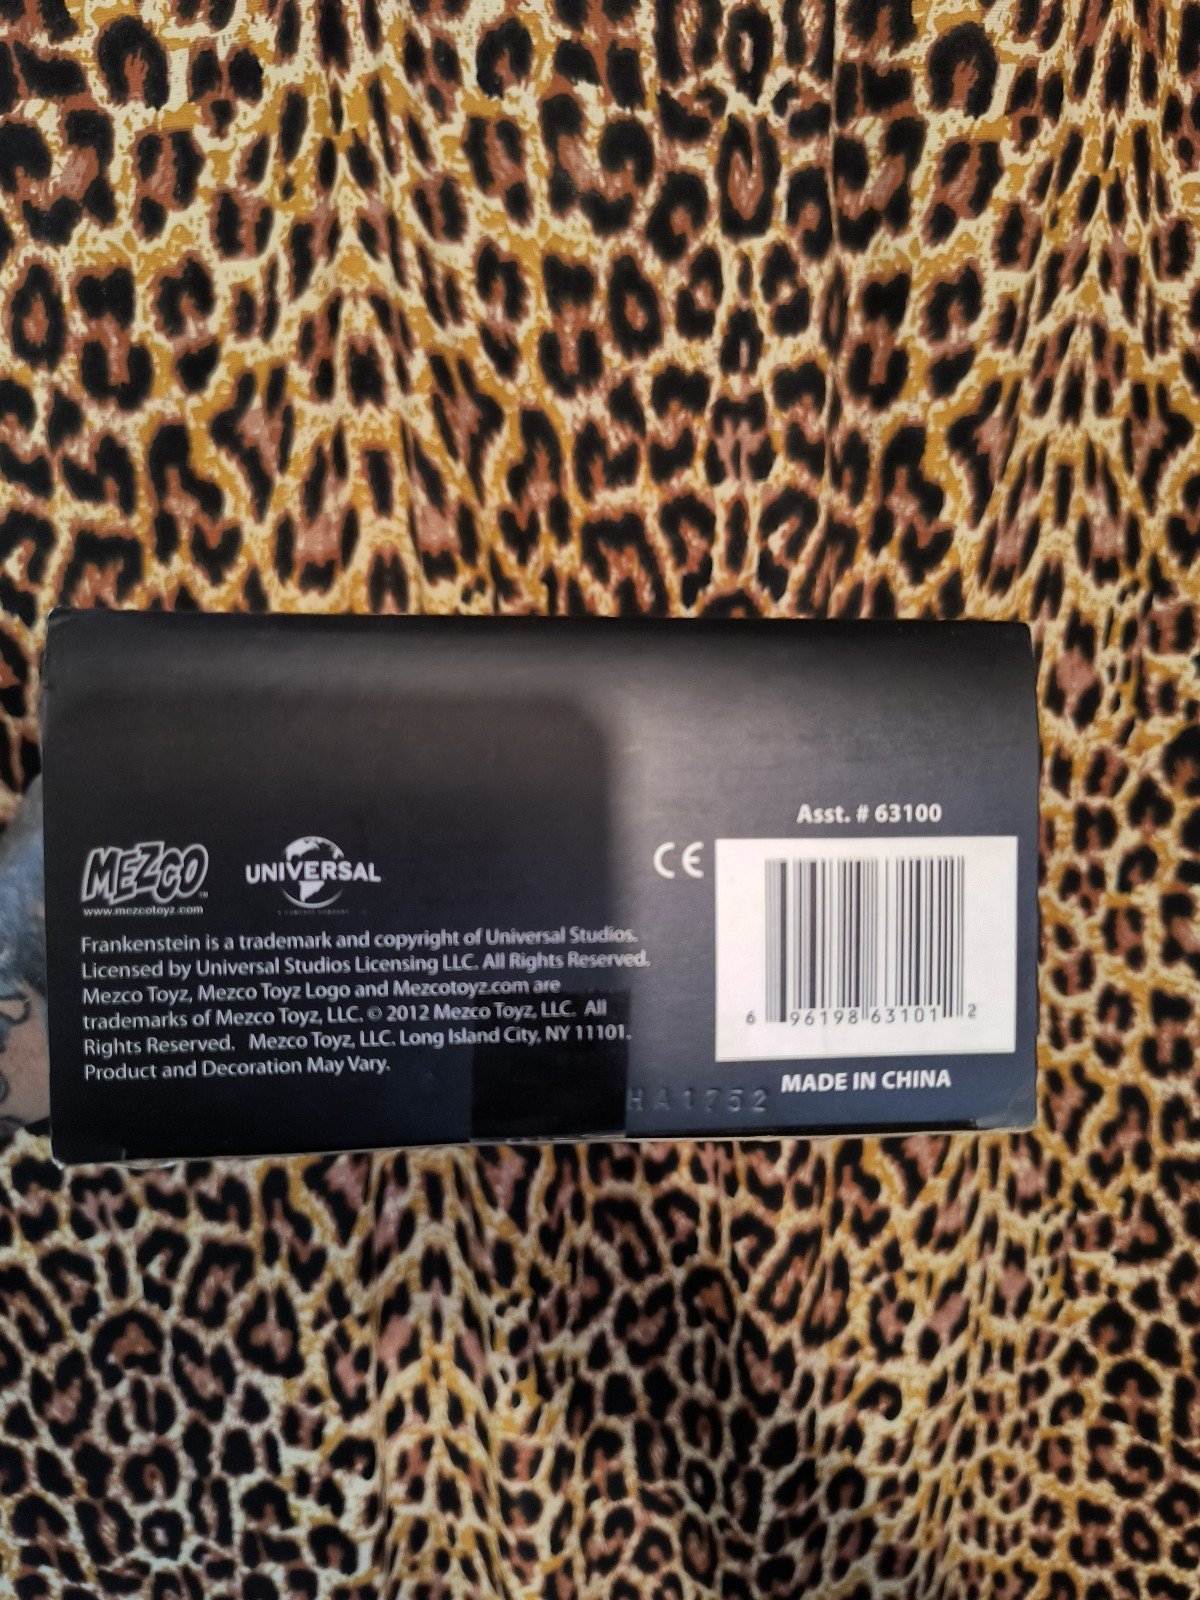 Asst. # 63100
CE
MEZCO™
www.mezcotoyz.com
UNIVERSAL
Frankenstein is a trademark and copyright of Universal Studios.
Licensed by Universal Studios Licensing LLC. All Rights Reserved.
Mezco Toyz, Mezco Toyz Logo and Mezcotoyz.com are
trademarks of Mezco Toyz, LLC. © 2012 Mezco Toyz, LLC. All
Rights Reserved. Mezco Toyz, LLC. Long Island City, NY 11101.
Product and Decoration May Vary.
6 96198 63101 2
MADE IN CHINA
HA1752